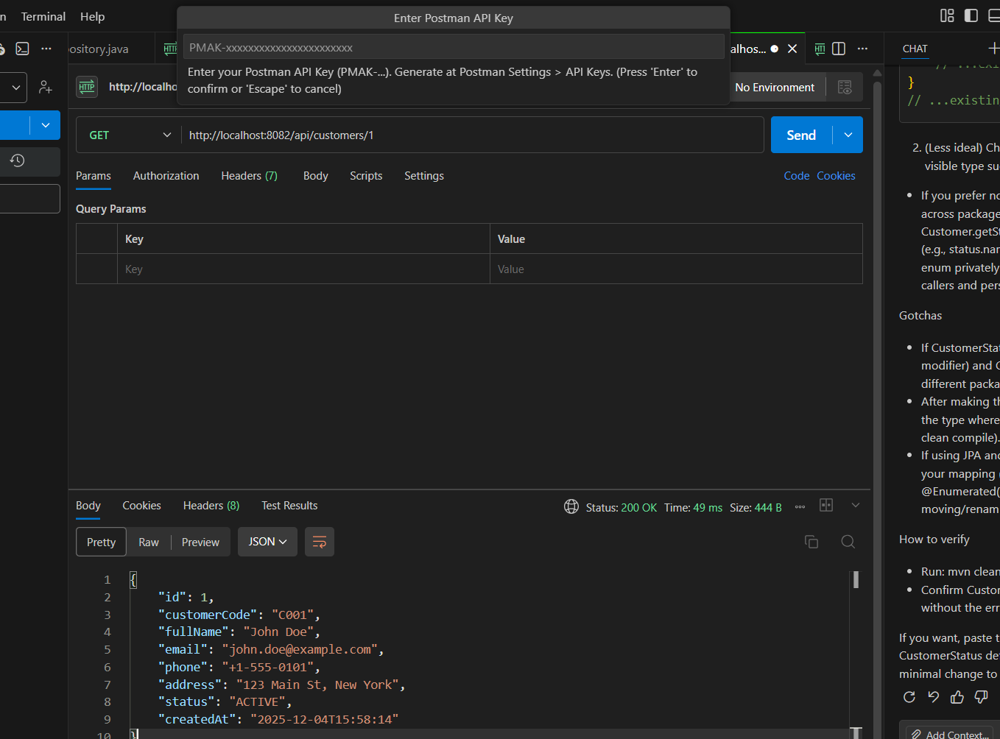 n Terminal Help
Enter Postman API Key
PMAK-xxxxxxxxxxxxxxxxxxxxxxx
Enter your Postman API Key (PMAK-...). Generate at Postman Settings > API Keys. (Press 'Enter' to
confirm or 'Escape' to cancel)
ository.java
HTTP
alhos...
HTTP http://localho
No Environment
GET http://localhost:8082/api/customers/1
Send
Params Authorization Headers (7) Body Scripts Settings
Code Cookies
Query Params
Key Value
Key Value
Body Cookies Headers (8) Test Results
Status: 200 OK Time: 49 ms Size: 444 B
Pretty Raw Preview JSON
1 {
2 "id": 1,
3 "customerCode": "C001",
4 "fullName": "John Doe",
5 "email": "john.doe@example.com",
6 "phone": "+1-555-0101",
7 "address": "123 Main St, New York",
8 "status": "ACTIVE",
9 "createdAt": "2025-12-04T15:58:14"
10 }
CHAT
// ...exi
}
// ...existin
2. (Less ideal) Ch
visible type su
• If you prefer no
across package
Customer.getSt
(e.g., status.nar
enum privately
callers and pers
Gotchas
• If CustomerStat
modifier) and C
different packa
• After making th
the type where
clean compile).
• If using JPA and
your mapping (
@Enumerated(
moving/renam
How to verify
• Run: mvn clean
• Confirm Custor
without the err
If you want, paste t
CustomerStatus de
minimal change to
Add Context...